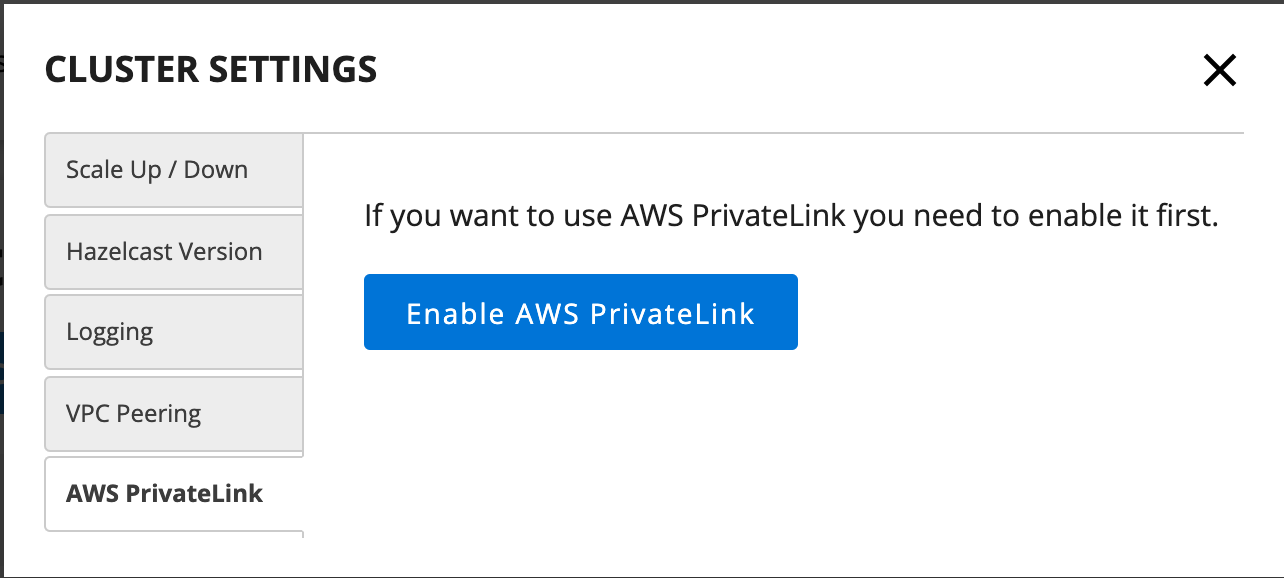 CLUSTER SETTINGS
Scale Up / Down
Hazelcast Version
Logging
VPC Peering
AWS PrivateLink
If you want to use AWS PrivateLink you need to enable it first.
Enable AWS PrivateLink